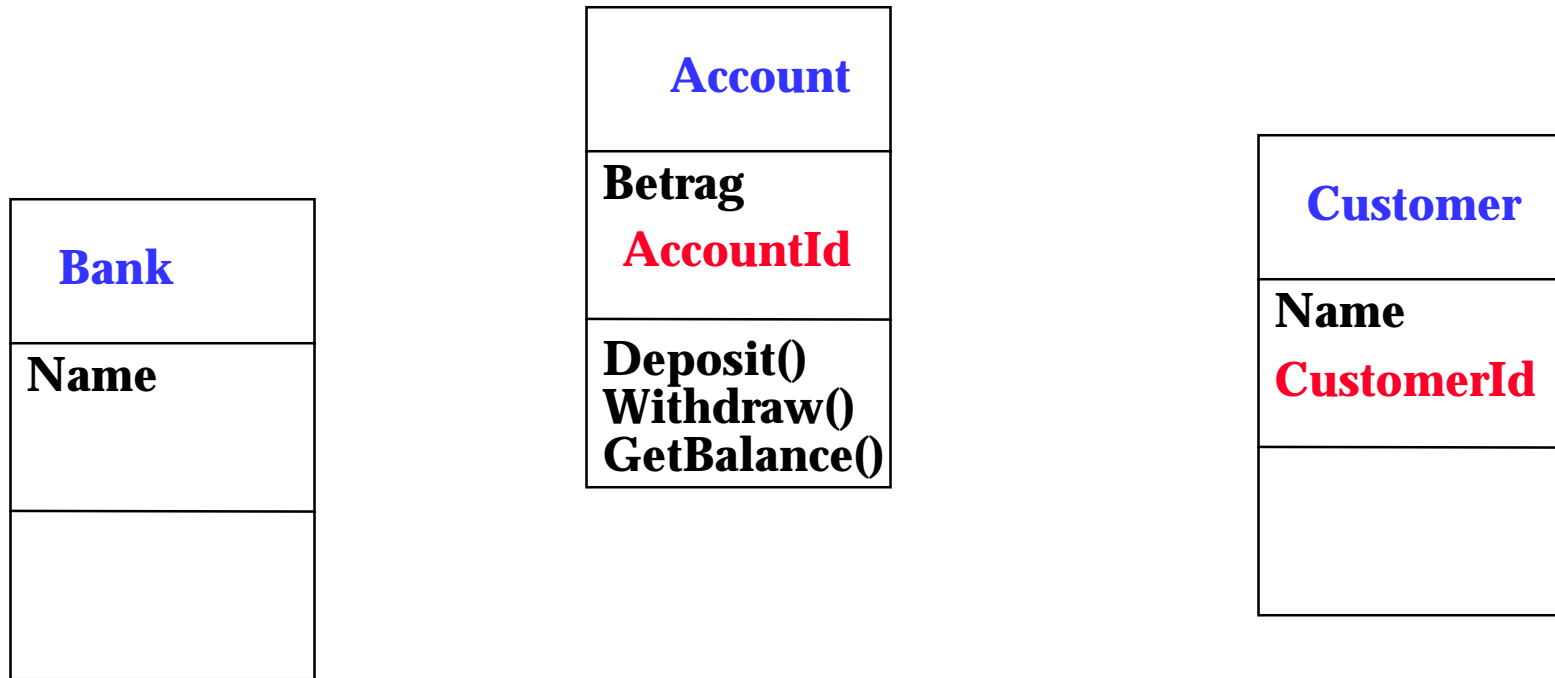 Bank
Name
Account
Betrag
AccountId
Deposit()
Withdraw()
GetBalance()
Customer
Name
CustomerId